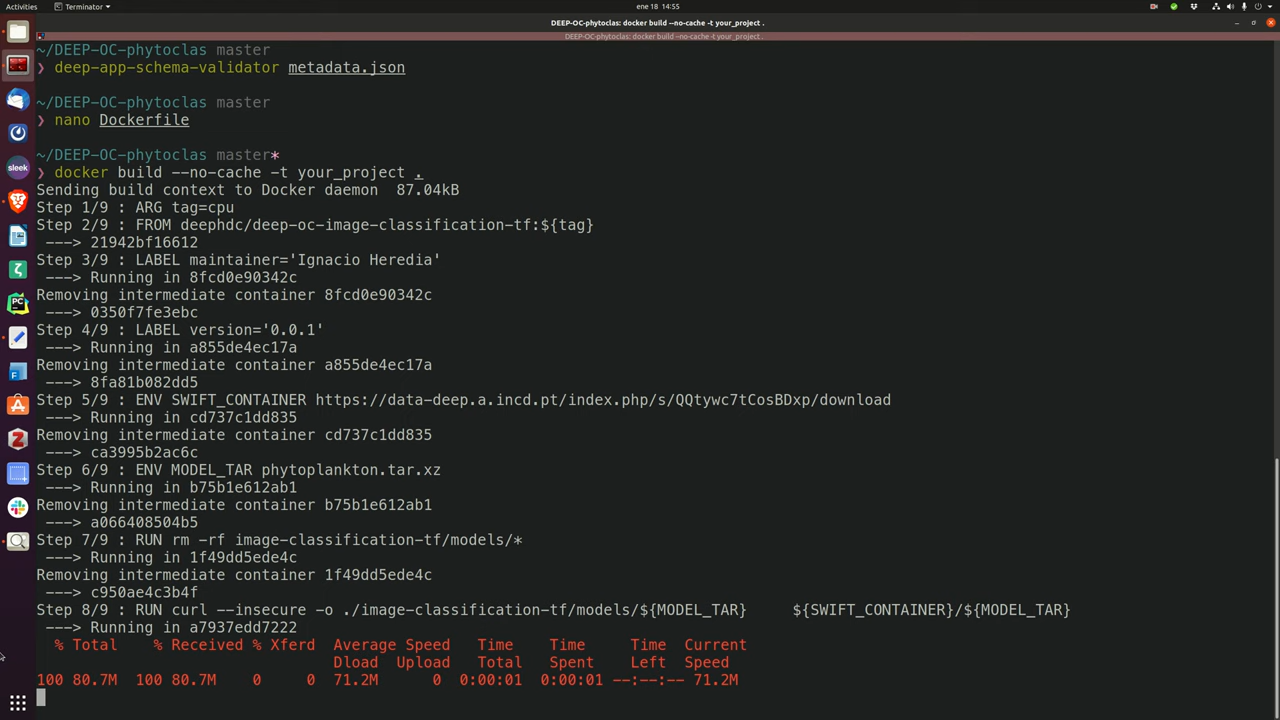 Activities
Terminator
ene 18 14:55
DEEP-OC-phytoclas: docker build --no-cache -t your_project .
DEEP-OC-phytoclas: docker build --no-cache -t your_project .
~/DEEP-OC-phytoclas master
❯ deep-app-schema-validator metadata.json
~/DEEP-OC-phytoclas master
❯ nano Dockerfile
~/DEEP-OC-phytoclas master*
❯ docker build --no-cache -t your_project .
Sending build context to Docker daemon  87.04kB
Step 1/9 : ARG tag=cpu
Step 2/9 : FROM deephdc/deep-oc-image-classification-tf:${tag}
---> 21942bf16612
Step 3/9 : LABEL maintainer='Ignacio Heredia'
---> Running in 8fcd0e90342c
Removing intermediate container 8fcd0e90342c
---> 0350f7fe3ebc
Step 4/9 : LABEL version='0.0.1'
---> Running in a855de4ec17a
Removing intermediate container a855de4ec17a
---> 8fa81b082dd5
Step 5/9 : ENV SWIFT_CONTAINER https://data-deep.a.incd.pt/index.php/s/QQtywc7tCosBDxp/download
---> Running in cd737c1dd835
Removing intermediate container cd737c1dd835
---> ca3995b2ac6c
Step 6/9 : ENV MODEL_TAR phytoplankton.tar.xz
---> Running in b75b1e612ab1
Removing intermediate container b75b1e612ab1
---> a066408504b5
Step 7/9 : RUN rm -rf image-classification-tf/models/*
---> Running in 1f49dd5ede4c
Removing intermediate container 1f49dd5ede4c
---> c950ae4c3b4f
Step 8/9 : RUN curl --insecure -o ./image-classification-tf/models/${MODEL_TAR}     ${SWIFT_CONTAINER}/${MODEL_TAR}
---> Running in a7937edd7222
% Total    % Received % Xferd  Average Speed   Time    Time     Time  Current
Dload  Upload   Total   Spent    Left  Speed
100 80.7M  100 80.7M    0     0  71.2M      0  0:00:01  0:00:01 --:--:-- 71.2M
sleek
PC